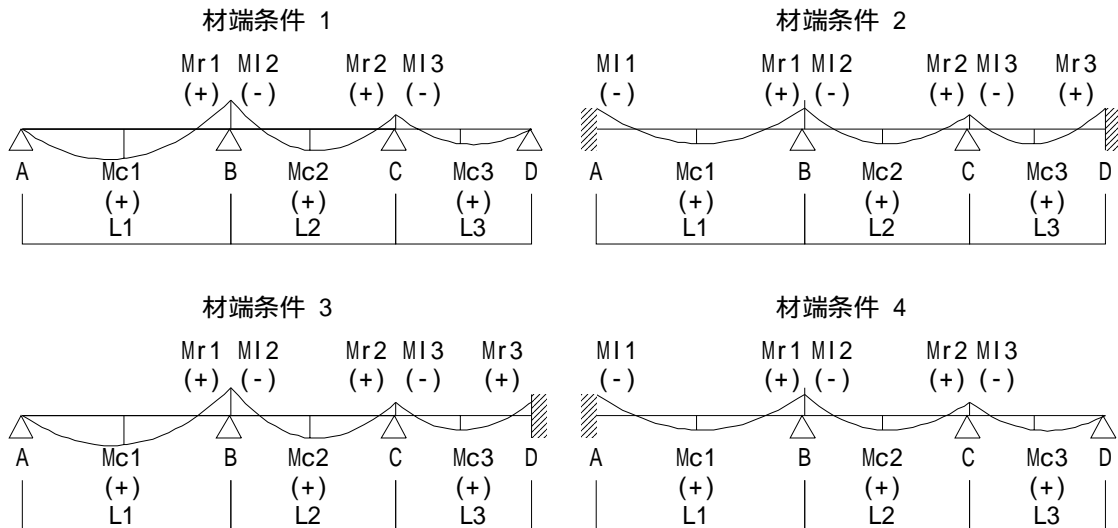 材端条件 1
Mr1 Ml2 Mr2 Ml3
(+) (-) (+) (-)
A Mc1 B Mc2 C Mc3 D
(+) (+) (+)
L1 L2 L3
材端条件 2
Ml1 Mr1 Ml2 Mr2 Ml3 Mr3
(-) (+) (-) (+) (-) (+)
A Mc1 B Mc2 C Mc3 D
(+) (+) (+)
L1 L2 L3
材端条件 3
Mr1 Ml2 Mr2 Ml3 Mr3
(+) (-) (+) (-) (+)
A Mc1 B Mc2 C Mc3 D
(+) (+) (+)
L1 L2 L3
材端条件 4
Ml1 Mr1 Ml2 Mr2 Ml3
(-) (+) (-) (+) (-)
A Mc1 B Mc2 C Mc3 D
(+) (+) (+)
L1 L2 L3